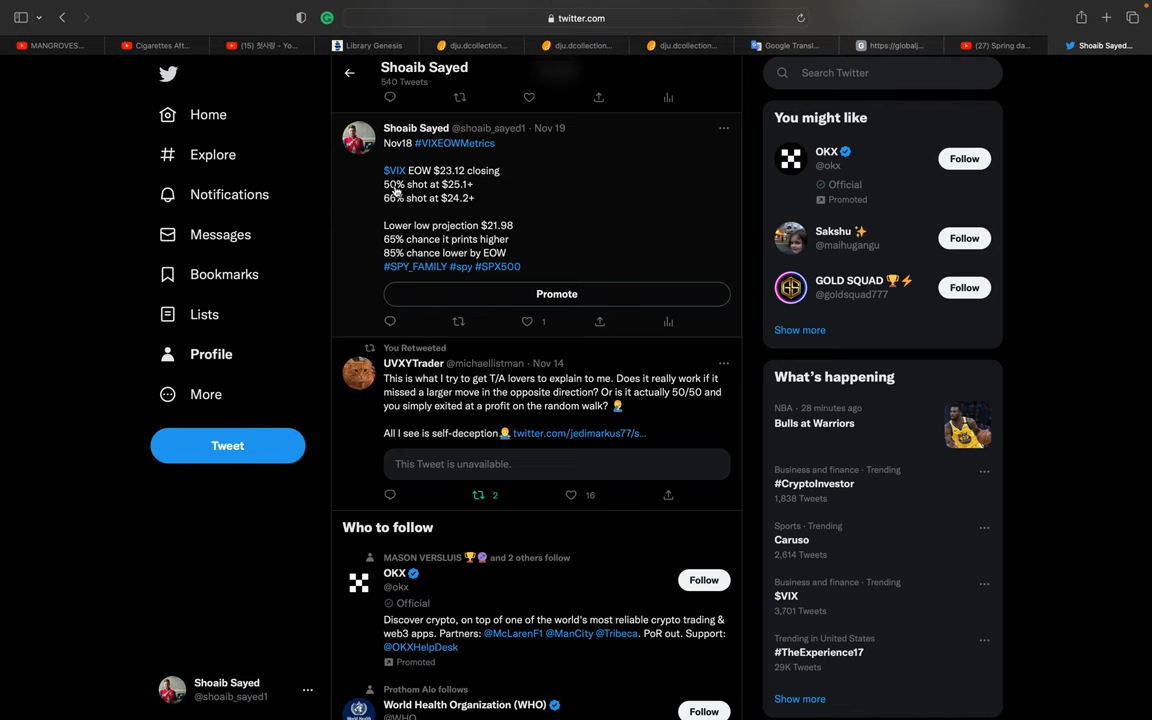 twitter.com
MANGROVES...
Cigarettes Aft...
(15) 첫사랑 - Yo...
Library Genesis
dju.dcollection...
dju.dcollection...
dju.dcollection...
Google Transl...
https://globalj...
(27) Spring da...
Shoaib Sayed...
Home
Explore
Notifications
Messages
Bookmarks
Lists
Profile
More
Tweet
Shoaib Sayed
@shoaib_sayed1
Shoaib Sayed
540 Tweets
Shoaib Sayed @shoaib_sayed1 · Nov 19
Nov18 #VIXEOWMetrics
$VIX EOW $23.12 closing
50% shot at $25.1+
66% shot at $24.2+
Lower low projection $21.98
65% chance it prints higher
85% chance lower by EOW
#SPY_FAMILY #spy #SPX500
Promote
1
You Retweeted
UVXYTrader @michaellistman · Nov 14
This is what I try to get T/A lovers to explain to me. Does it really work if it
missed a larger move in the opposite direction? Or is it actually 50/50 and
you simply exited at a profit on the random walk? 🤷‍♂️
All I see is self-deception🤷‍♂️ twitter.com/jedimarkus77/s...
This Tweet is unavailable.
2 16
Who to follow
MASON VERSLUIS 🏆🔮 and 2 others follow
OKX
@okx
Official
Follow
Discover crypto, on top of one of the world's most reliable crypto trading &
web3 apps. Partners: @McLarenF1 @ManCity @Tribeca. PoR out. Support:
@OKXHelpDesk
Promoted
Prothom Alo follows
World Health Organization (WHO)
@WHO
Follow
Search Twitter
You might like
OKX
@okx
Official
Promoted
Follow
Sakshu ✨
@maihugangu
Follow
GOLD SQUAD 🏆⚡
@goldsquad777
Follow
Show more
What's happening
NBA · 28 minutes ago
Bulls at Warriors
Business and finance · Trending
#CryptoInvestor
1,838 Tweets
Sports · Trending
Caruso
2,614 Tweets
Business and finance · Trending
$VIX
3,701 Tweets
Trending in United States
#TheExperience17
29K Tweets
Show more